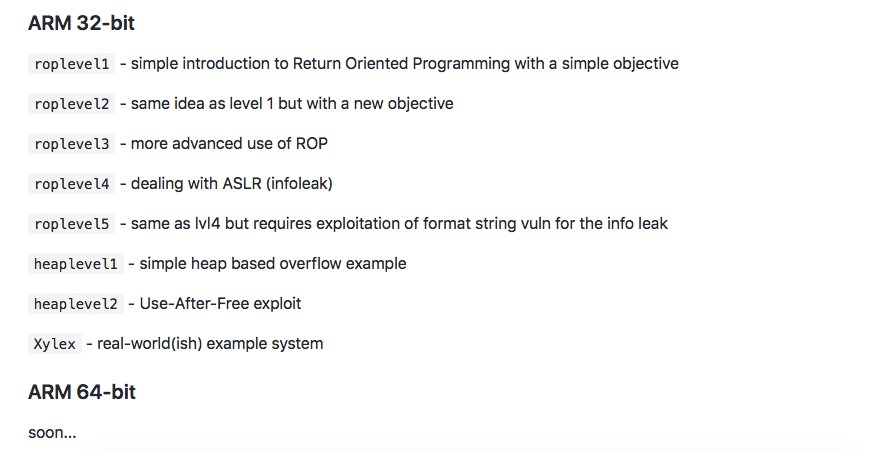 ARM 32-bit
roplevel1 - simple introduction to Return Oriented Programming with a simple objective
roplevel2 - same idea as level 1 but with a new objective
roplevel3 - more advanced use of ROP
roplevel4 - dealing with ASLR (infoleak)
roplevel5 - same as lvl4 but requires exploitation of format string vuln for the info leak
heaplevel1 - simple heap based overflow example
heaplevel2 - Use-After-Free exploit
Xylex - real-world(ish) example system
ARM 64-bit
soon...